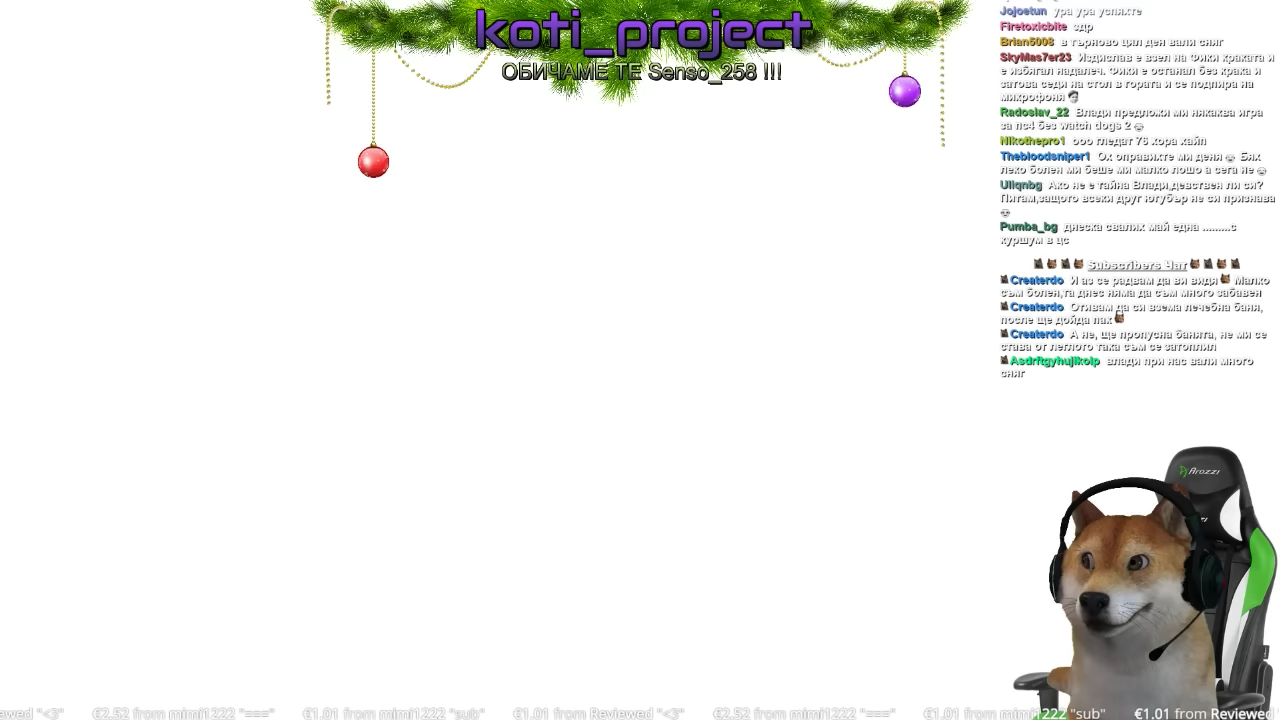 koti_project
ОБИЧАМЕ ТЕ Senso_258 !!!
Jojoetun ура ура успяхте
Firetoxicbite здр
Brian5008 в търново цял ден вали сняг
SkyMas7er23 Издислав е взел на Фики краката и
е избягал надалеч. Фики е останал без крака и
затова седи на стол в гората и се подпира на
микрофоня
Radoslav_22 Влади предложи ми някаква игра
за пс4 без watch dogs 2
Nikothepro1 ооо гледат 76 хора хайп
Thebloodsniper1 Ох оправихте ми деня Бях
леко болен ми беше ми малко лошо а сега не
Uliqnbg Ако не е тайна Влади,девствен ли си?
Питам,защото всеки друг ютубър не си признава
Pumba_bg днеска свалих май една .........с
куршум в цс
Subscribers Чат
Createrdo И аз се радвам да ви видя Малко
съм болен,та днес няма да съм много забавен
Createrdo Отивам да си взема лечебна баня,
после ще дойда пак
Createrdo А не, ще пропусна банята, не ми се
става от леглото така съм се затоплил
Asdrftgyhujikolp влади при нас вали много
сняг
Arozzi
ewed "<3" €2.52 from mimi1222 "===" €1.01 from mimi1222 "sub" €1.01 from Reviewed "<3" €2.52 from mimi1222 "===" €1.01 from mimi1222 "sub" €1.01 from Reviewed